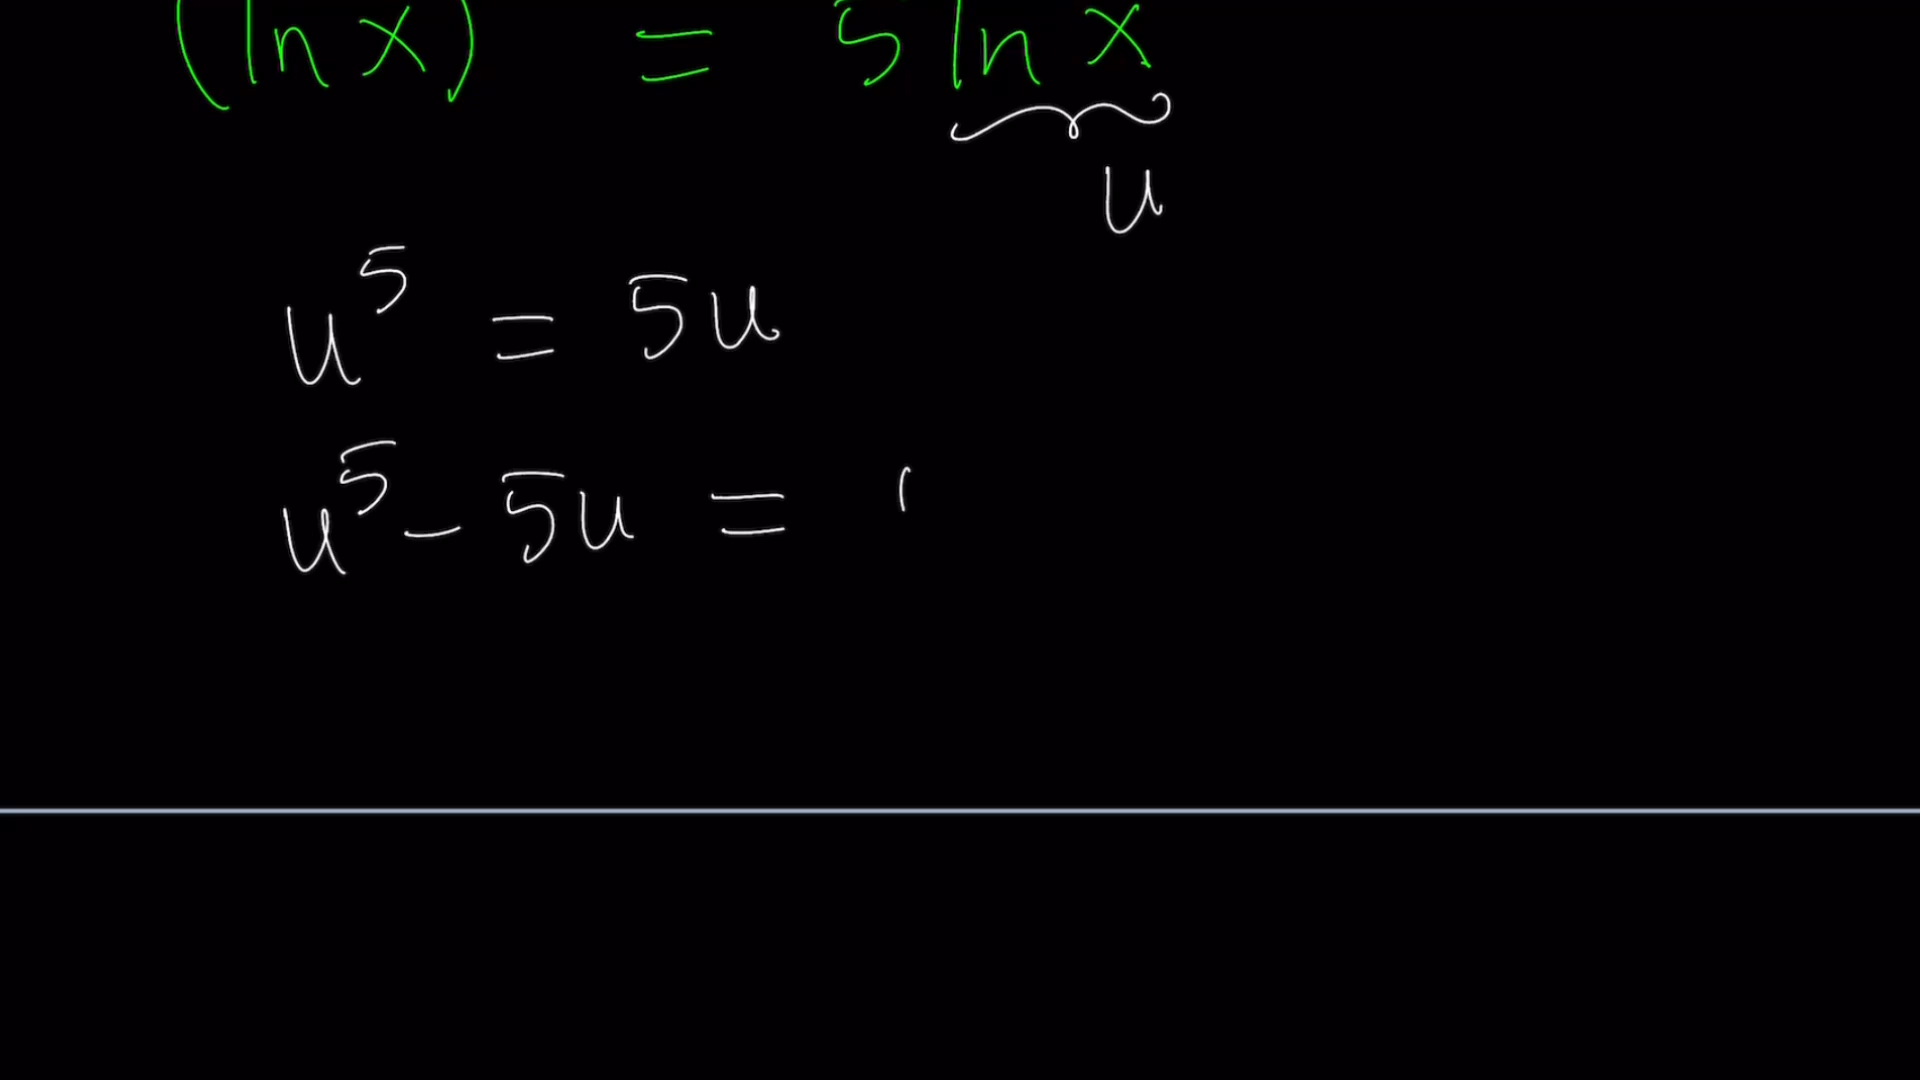 (ln x) = 5 ln x
u
u⁵ = 5u
u⁵ - 5u =